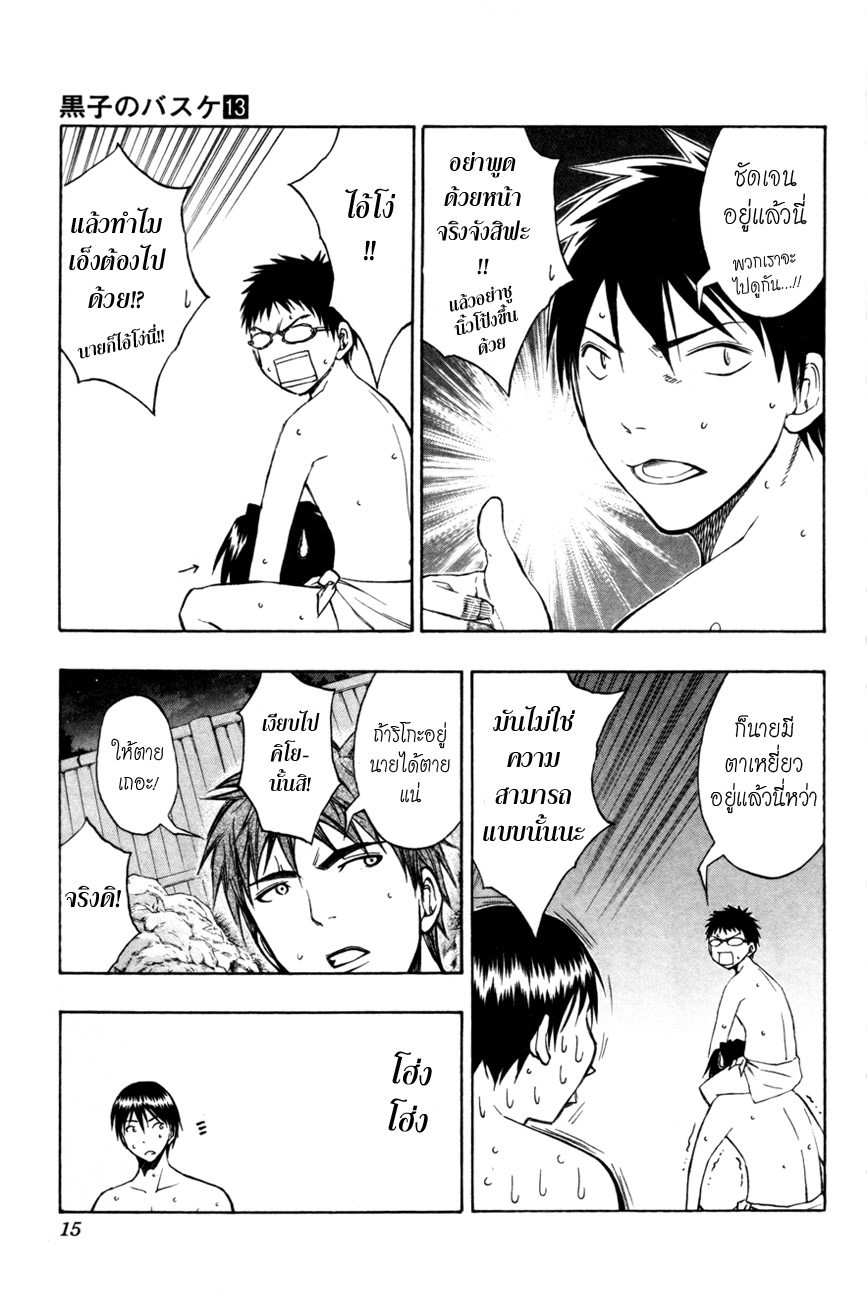 黒子のバスケ13
ชัดเจน
อยู่แล้วนี่
พวกเราจะ
ไปดูกัน...!!
อย่าพูด
ด้วยหน้า
จริงจังสิฟะ
!!
แล้วอย่าชู
นิ้วโป้งขึ้น
ด้วย
ไอ้โง่
!!
แล้วทำไม
เอ็งต้องไป
ด้วย!?
นายก็ไอ้โง่นี่!!
ก็นายมี
ตาเหยี่ยว
อยู่แล้วนี่หว่า
มันไม่ใช่
ความ
สามารถ
แบบนั้นนะ
ถ้าริโกะอยู่
นายได้ตาย
แน่
เงียบไป
คิโย-
นั้นสิ!
ให้ตาย
เถอะ!
จริงดิ!
โฮ่ง
โฮ่ง
15